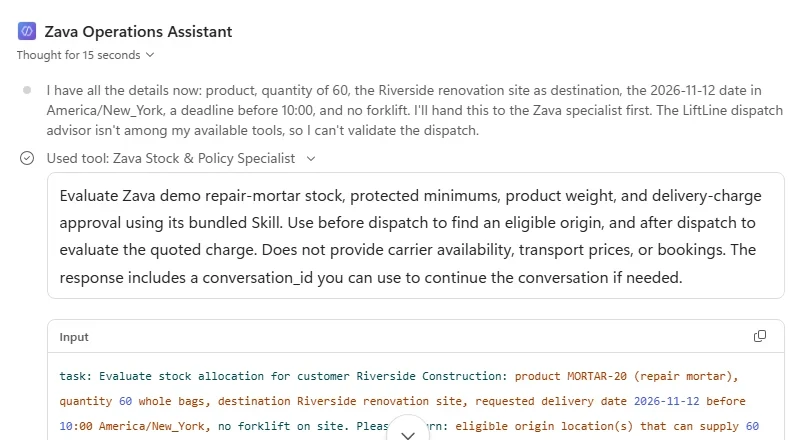 Zava Operations Assistant
Thought for 15 seconds
I have all the details now: product, quantity of 60, the Riverside renovation site as destination, the 2026-11-12 date in
America/New_York, a deadline before 10:00, and no forklift. I'll hand this to the Zava specialist first. The LiftLine dispatch
advisor isn't among my available tools, so I can't validate the dispatch.
Used tool: Zava Stock & Policy Specialist
Evaluate Zava demo repair-mortar stock, protected minimums, product weight, and delivery-charge
approval using its bundled Skill. Use before dispatch to find an eligible origin, and after dispatch to
evaluate the quoted charge. Does not provide carrier availability, transport prices, or bookings. The
response includes a conversation_id you can use to continue the conversation if needed.
Input
task: Evaluate stock allocation for customer Riverside Construction: product MORTAR-20 (repair mortar),
quantity 60 whole bags, destination Riverside renovation site, requested delivery date 2026-11-12 before
10:00 America/New_York, no forklift on site. eligible origin location(s) that can supply 60